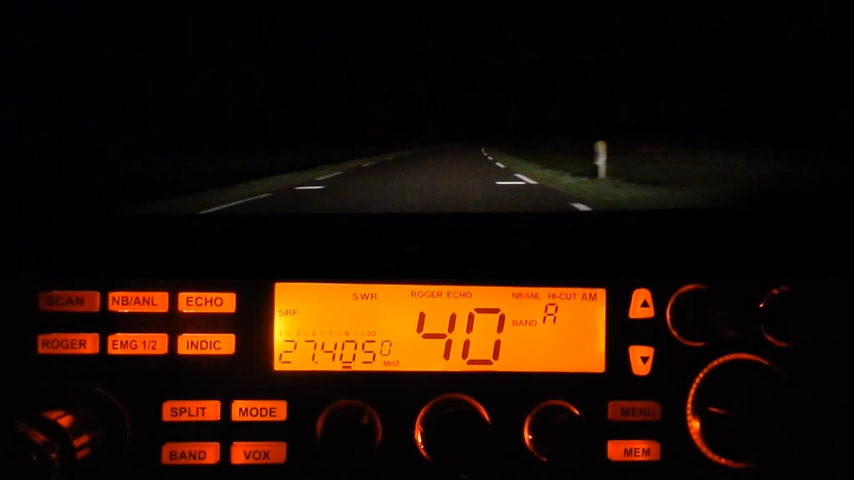 SCAN NB/ANL ECHO
ROGER EMG 1/2 INDIC
SWR ROGER ECHO NB/ANL HI-CUT AM
SRF
BAND A
27.4050 MHZ 40
SPLIT MODE
BAND VOX
MENU
MEM